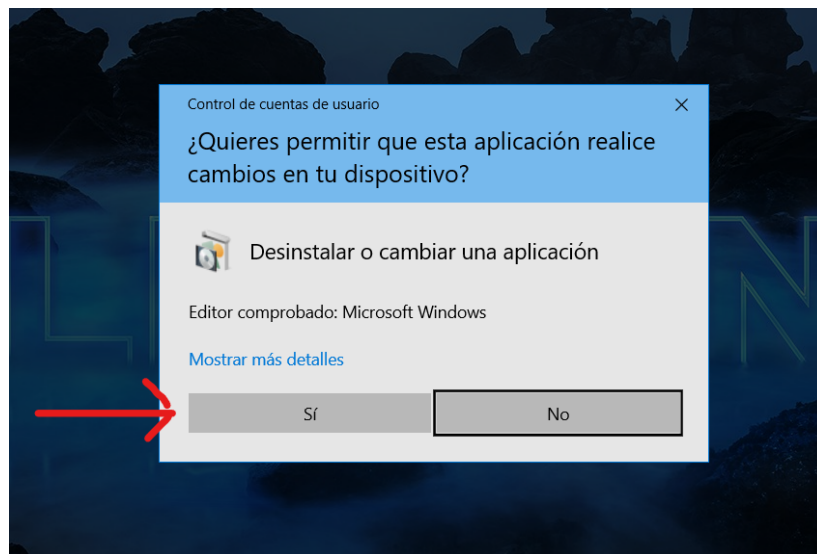 Control de cuentas de usuario
¿Quieres permitir que esta aplicación realice
cambios en tu dispositivo?
Desinstalar o cambiar una aplicación
Editor comprobado: Microsoft Windows
Mostrar más detalles
Sí
No